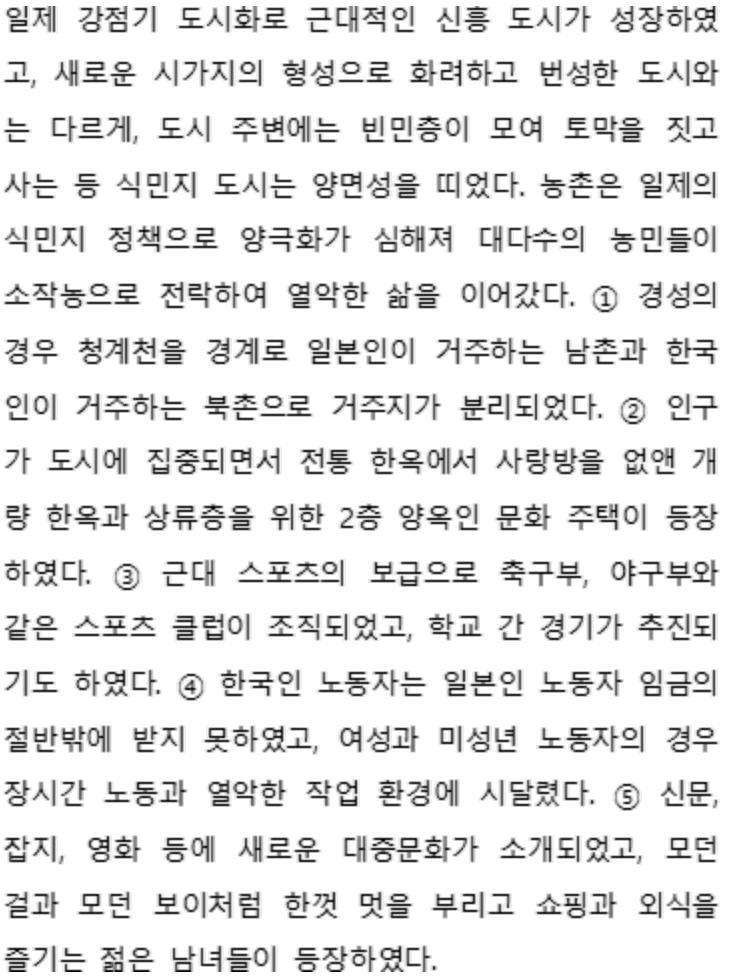 일제 강점기 도시화로 근대적인 신흥 도시가 성장하였
고, 새로운 시가지의 형성으로 화려하고 번성한 도시와
는 다르게, 도시 주변에는 빈민층이 모여 토막을 짓고
사는 등 식민지 도시는 양면성을 띠었다. 농촌은 일제의
식민지 정책으로 양극화가 심해져 대다수의 농민들이
소작농으로 전락하여 열악한 삶을 이어갔다. ① 경성의
경우 청계천을 경계로 일본인이 거주하는 남촌과 한국
인이 거주하는 북촌으로 거주지가 분리되었다. ② 인구
가 도시에 집중되면서 전통 한옥에서 사랑방을 없앤 개
량 한옥과 상류층을 위한 2층 양옥인 문화 주택이 등장
하였다. ③ 근대 스포츠의 보급으로 축구부, 야구부와
같은 스포츠 클럽이 조직되었고, 학교 간 경기가 추진되
기도 하였다. ④ 한국인 노동자는 일본인 노동자 임금의
절반밖에 받지 못하였고, 여성과 미성년 노동자의 경우
장시간 노동과 열악한 작업 환경에 시달렸다. ⑤ 신문,
잡지, 영화 등에 새로운 대중문화가 소개되었고, 모던
걸과 모던 보이처럼 한껏 멋을 부리고 쇼핑과 외식을
즐기는 젊은 남녀들이 등장하였다.